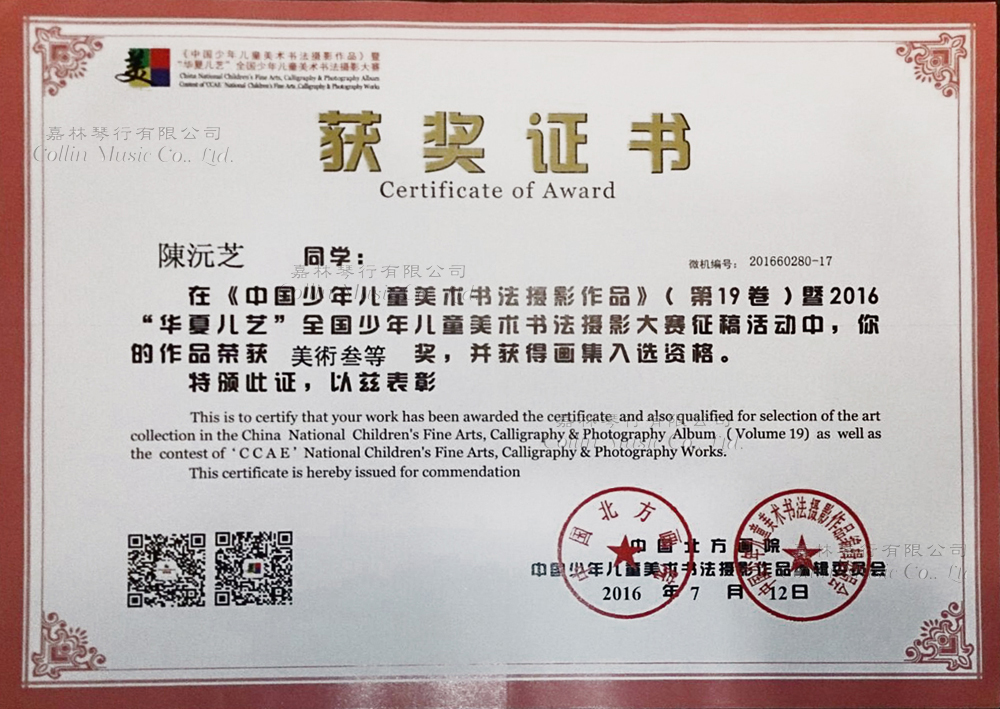 《中国少年儿童美术书法摄影作品》暨
“华夏儿艺”全国少年儿童美术书法摄影大赛
China National Children's Fine Arts, Calligraphy & Photography Album
Contest of 'CCAE' National Children's Fine Arts, Calligraphy & Photography Works
嘉林琴行有限公司
Collin Music Co., Ltd.
获奖证书
Certificate of Award
陳沅芝 同学：
微机编号： 201660280-17
嘉林琴行有限公司
在《中国少年儿童美术书法摄影作品》（第19卷）暨2016
“华夏儿艺”全国少年儿童美术书法摄影大赛征稿活动中，你
的作品荣获 美術叁等 奖，并获得画集入选资格。
特颁此证，以兹表彰
This is to certify that your work has been awarded the certificate and also qualified for selection of the art
collection in the China National Children's Fine Arts, Calligraphy & Photography Album (Volume 19) as well as
the contest of ‘CCAE’ National Children's Fine Arts, Calligraphy & Photography Works.
This certificate is hereby issued for commendation
中国北方画院
中国少年儿童美术书法摄影作品编辑委员会
2016 年 7 月 12日